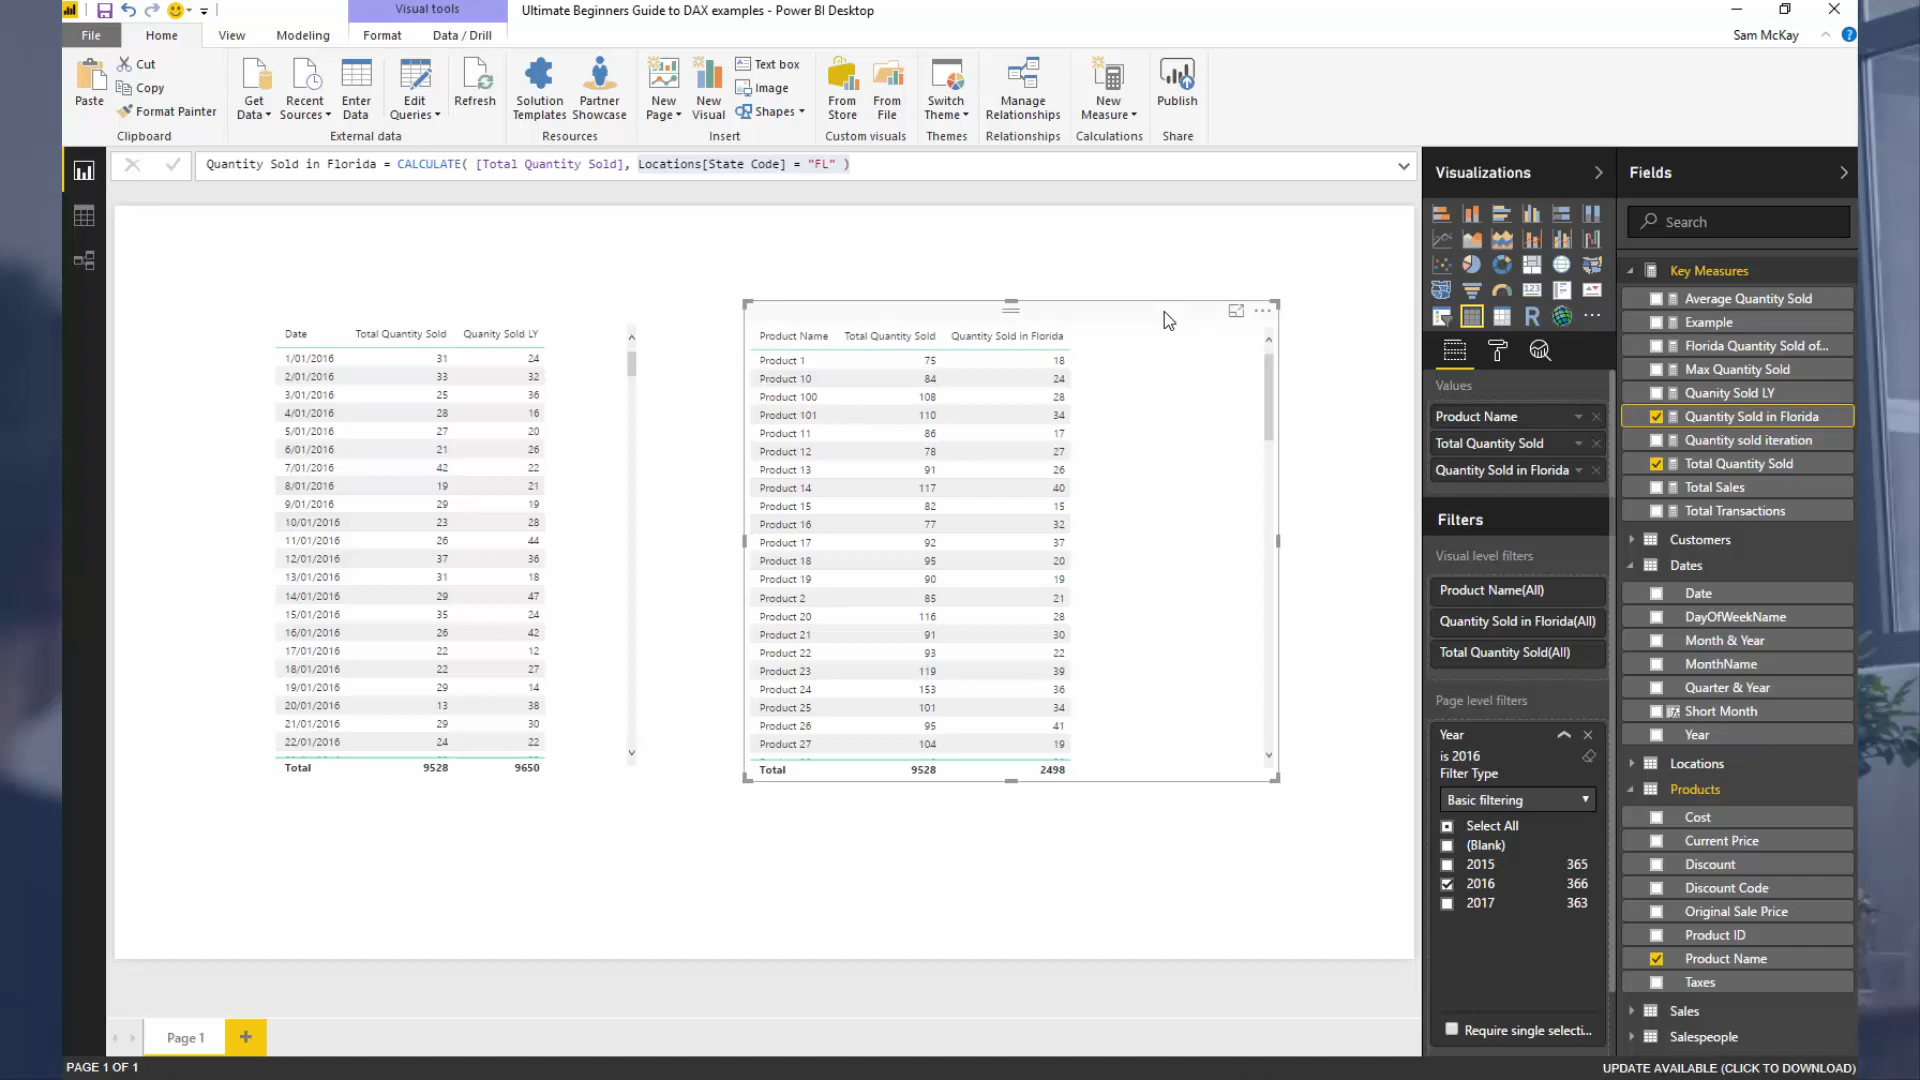 Visual tools
Ultimate Beginners Guide to DAX examples - Power BI Desktop
File Home View Modeling Format Data / Drill Sam McKay
Cut
Copy
Format Painter
Paste
Get Data
Recent Sources
Enter Data
Edit Queries
Refresh
Solution Templates
Partner Showcase
New Page
New Visual
Text box
Image
Shapes
From Store
From File
Switch Theme
Manage Relationships
New Measure
Publish
Clipboard External data Resources Insert Custom visuals Themes Relationships Calculations Share
Quantity Sold in Florida = CALCULATE( [Total Quantity Sold], Locations[State Code] = "FL" )
Date Total Quantity Sold Quanity Sold LY
1/01/2016 31 24
2/01/2016 33 32
3/01/2016 25 36
4/01/2016 28 16
5/01/2016 27 20
6/01/2016 21 26
7/01/2016 42 22
8/01/2016 19 21
9/01/2016 29 19
10/01/2016 23 28
11/01/2016 26 44
12/01/2016 37 36
13/01/2016 31 18
14/01/2016 29 47
15/01/2016 35 24
16/01/2016 26 42
17/01/2016 22 12
18/01/2016 22 27
19/01/2016 29 14
20/01/2016 13 38
21/01/2016 29 30
22/01/2016 24 22
Total 9528 9650
Product Name Total Quantity Sold Quantity Sold in Florida
Product 1 75 18
Product 10 84 24
Product 100 108 28
Product 101 110 34
Product 11 86 17
Product 12 78 27
Product 13 91 26
Product 14 117 40
Product 15 82 15
Product 16 77 32
Product 17 92 37
Product 18 95 20
Product 19 90 19
Product 2 85 21
Product 20 116 28
Product 21 91 30
Product 22 93 22
Product 23 119 39
Product 24 153 36
Product 25 101 34
Product 26 95 41
Product 27 104 19
Total 9528 2498
Visualizations
123
R
Values
Product Name
Total Quantity Sold
Quantity Sold in Florida
Filters
Visual level filters
Product Name(All)
Quantity Sold in Florida(All)
Total Quantity Sold(All)
Page level filters
Year
is 2016
Filter Type
Basic filtering
Select All
(Blank)
2015 365
2016 366
2017 363
Require single selecti...
Fields
Search
Key Measures
Average Quantity Sold
Example
Florida Quantity Sold of...
Max Quantity Sold
Quanity Sold LY
Quantity Sold in Florida
Quantity sold iteration
Total Quantity Sold
Total Sales
Total Transactions
Customers
Dates
Date
DayOfWeekName
Month & Year
MonthName
Quarter & Year
Short Month
Year
Locations
Products
Cost
Current Price
Discount
Discount Code
Original Sale Price
Product ID
Product Name
Taxes
Sales
Salespeople
Page 1
PAGE 1 OF 1
UPDATE AVAILABLE (CLICK TO DOWNLOAD)